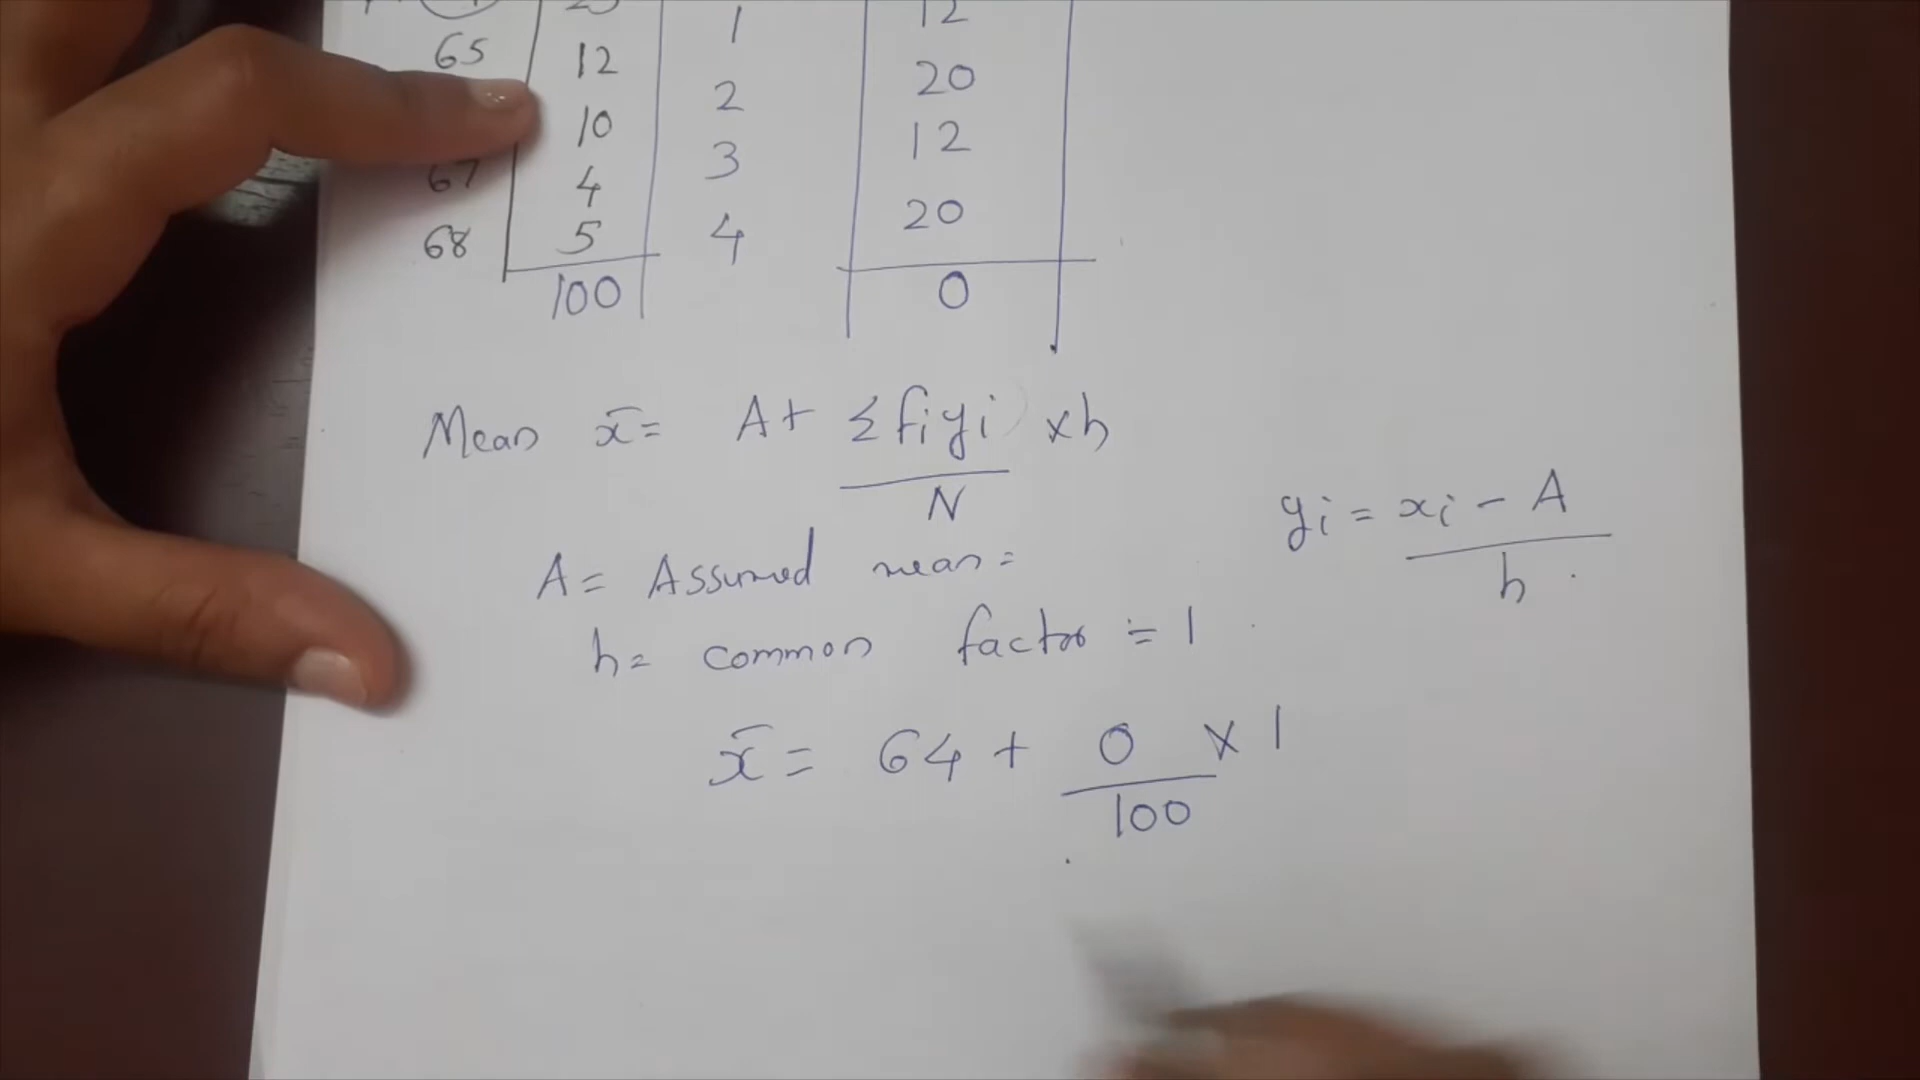 25 12
65 12 1 20
10 2 12
67 4 3 20
68 5 4
100 0
Mean x̄ = A + Σfiyi × h
N
yi = xi - A
h
A = Assumed mean =
h = common factor = 1
x̄ = 64 + 0 × 1
100